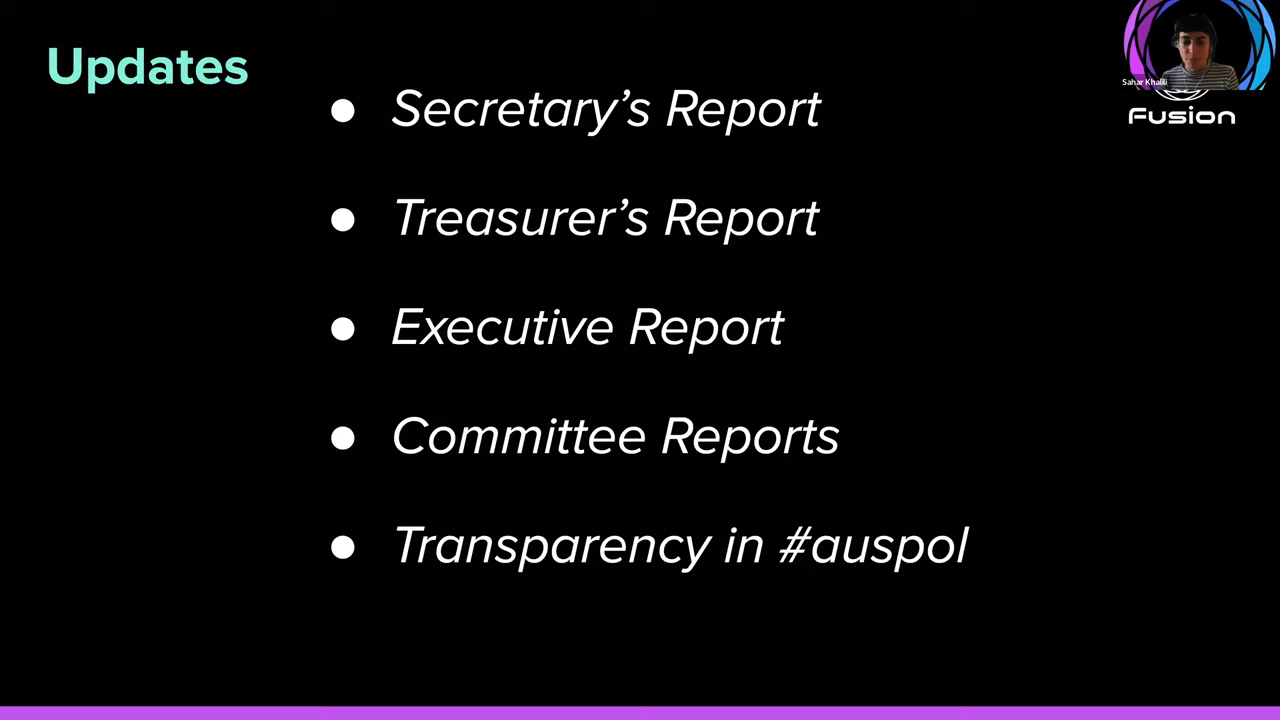 Updates
Sahar Khalili
Fusion
● Secretary’s Report
● Treasurer’s Report
● Executive Report
● Committee Reports
● Transparency in #auspol